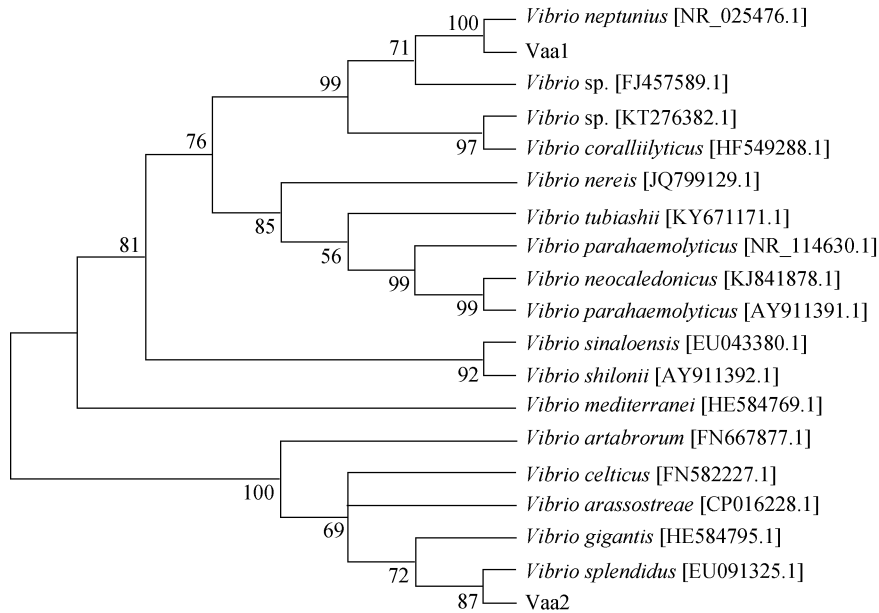 Vibrio neptunius [NR_025476.1]
100
Vaa1
71
Vibrio sp. [FJ457589.1]
99
Vibrio sp. [KT276382.1]
97
Vibrio coralliilyticus [HF549288.1]
76
Vibrio nereis [JQ799129.1]
85
Vibrio tubiashii [KY671171.1]
56
Vibrio parahaemolyticus [NR_114630.1]
81
99
Vibrio neocaledonicus [KJ841878.1]
99
Vibrio parahaemolyticus [AY911391.1]
Vibrio sinaloensis [EU043380.1]
92
Vibrio shilonii [AY911392.1]
Vibrio mediterranei [HE584769.1]
Vibrio artabrorum [FN667877.1]
100
Vibrio celticus [FN582227.1]
Vibrio arassostreae [CP016228.1]
69
Vibrio gigantis [HE584795.1]
72
Vibrio splendidus [EU091325.1]
87
Vaa2